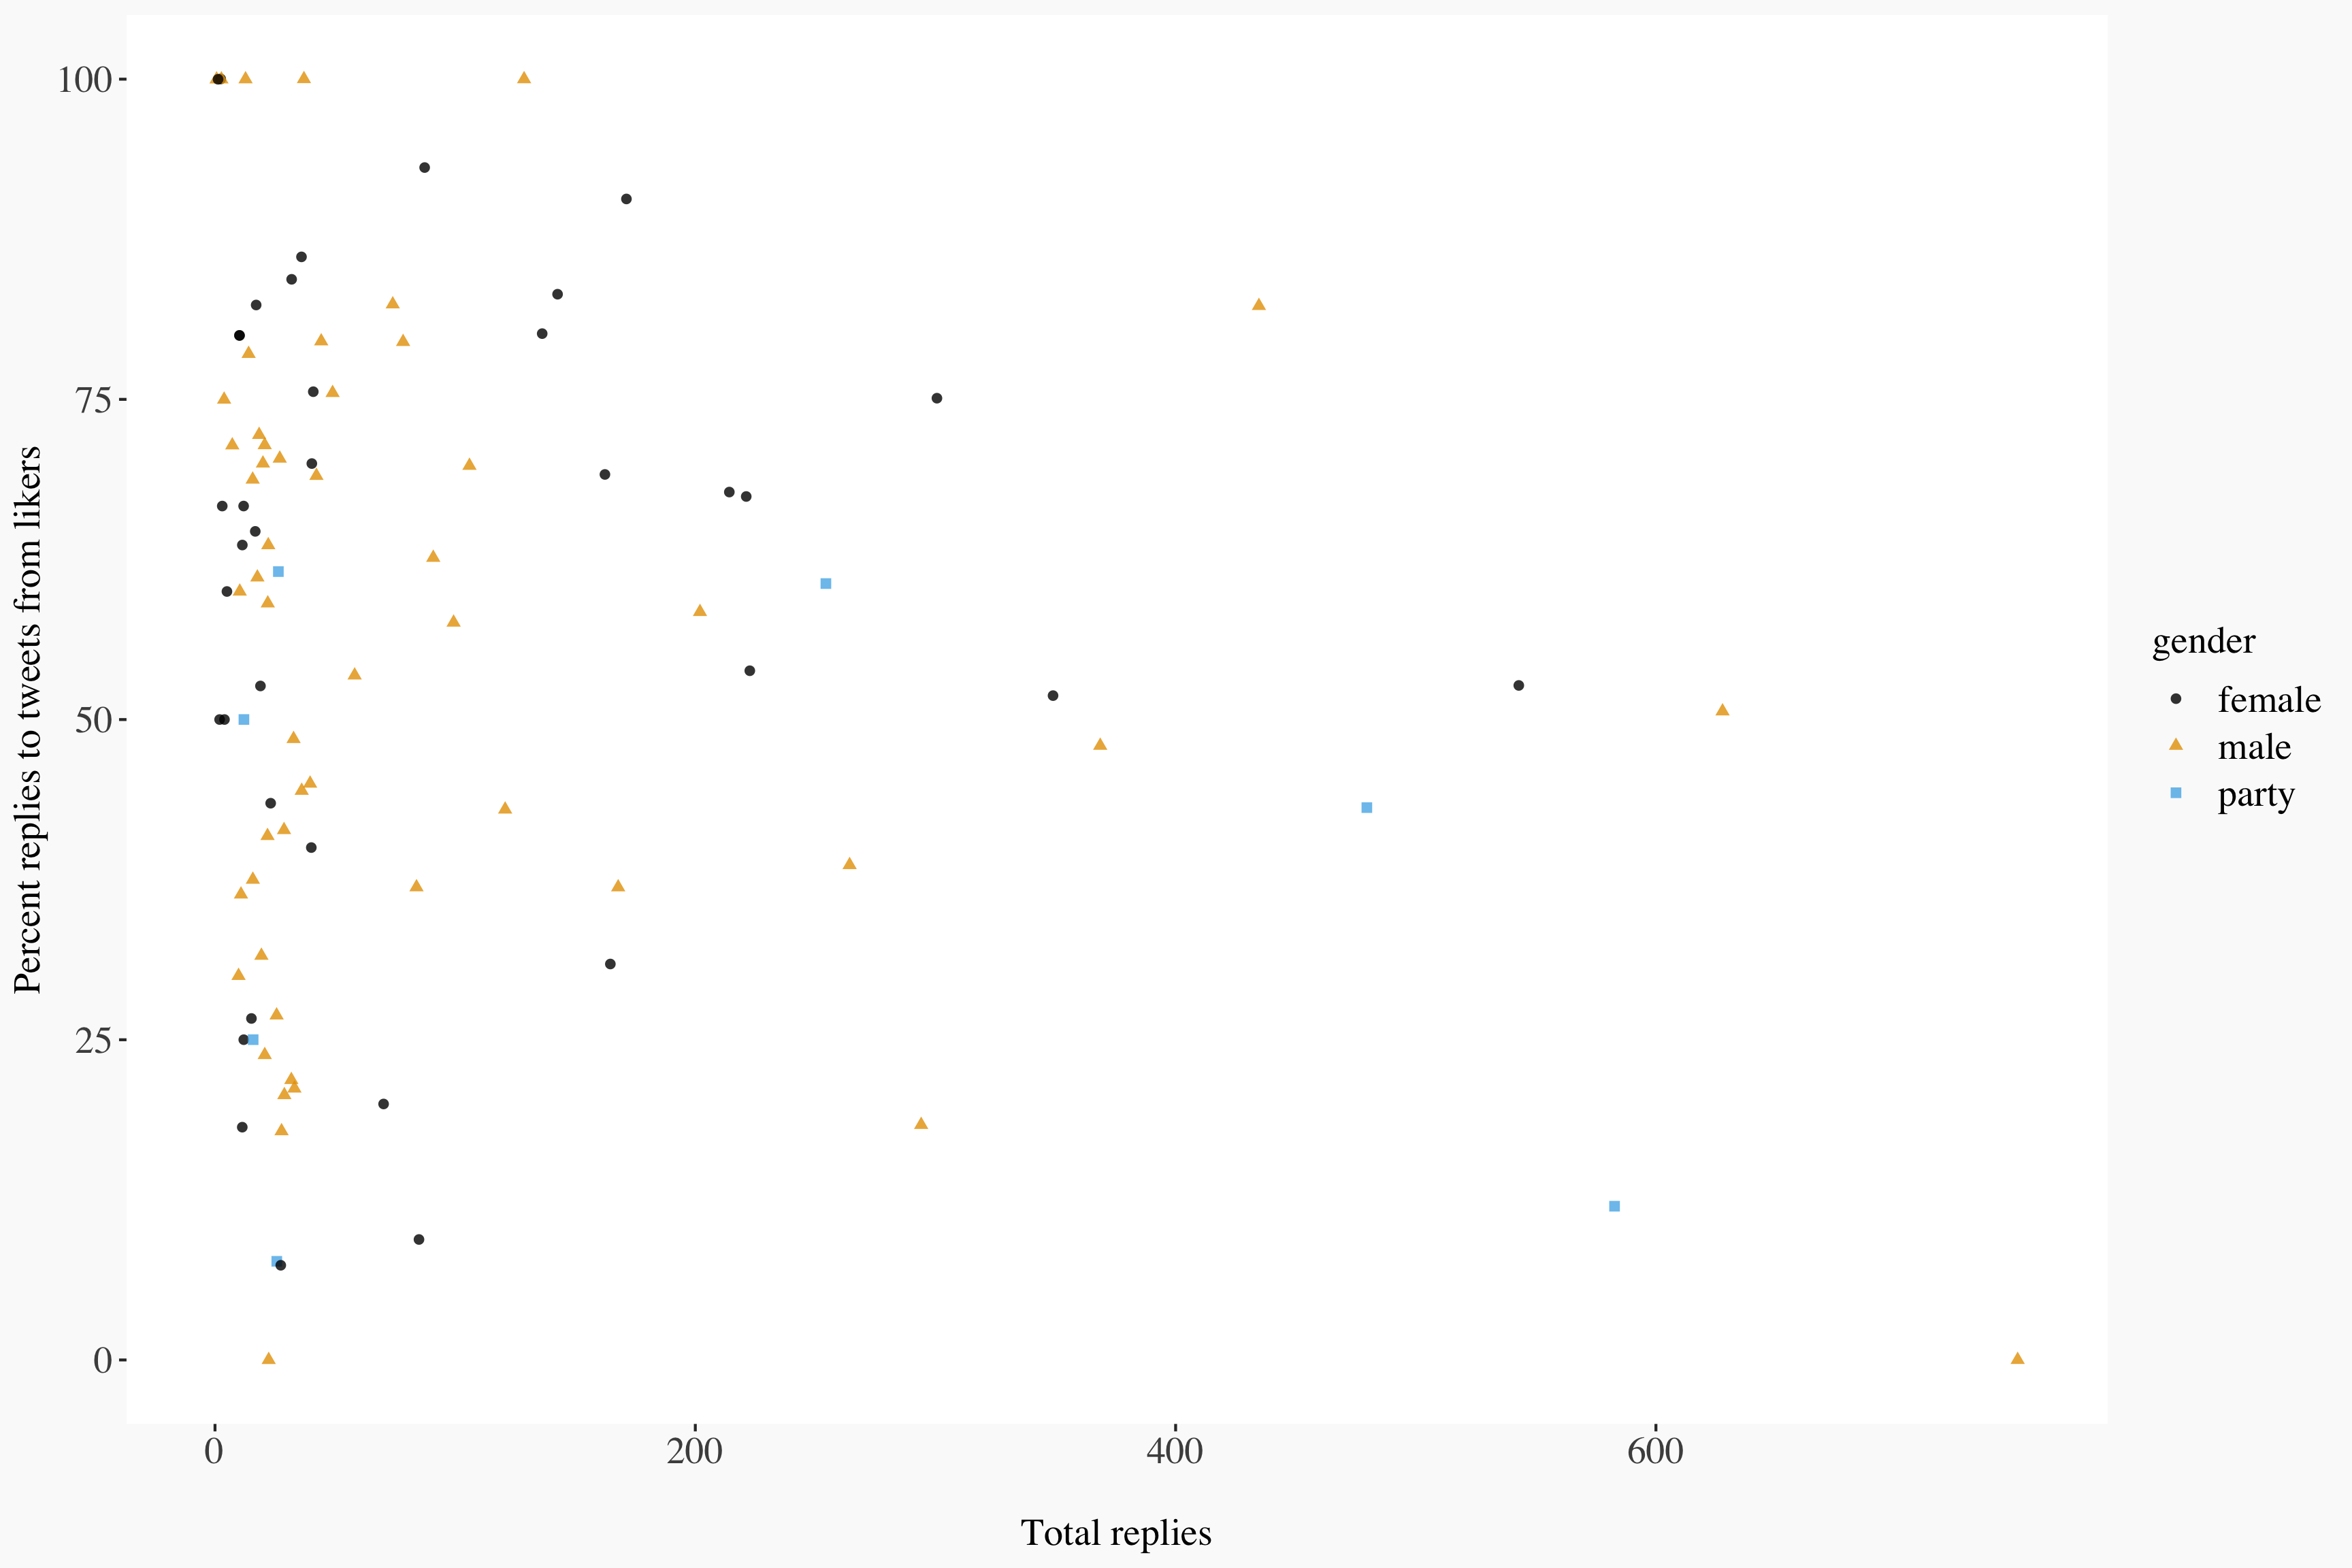 100
75
50
25
0
Percent replies to tweets from likers
0
200
400
600
Total replies
gender
female
male
party